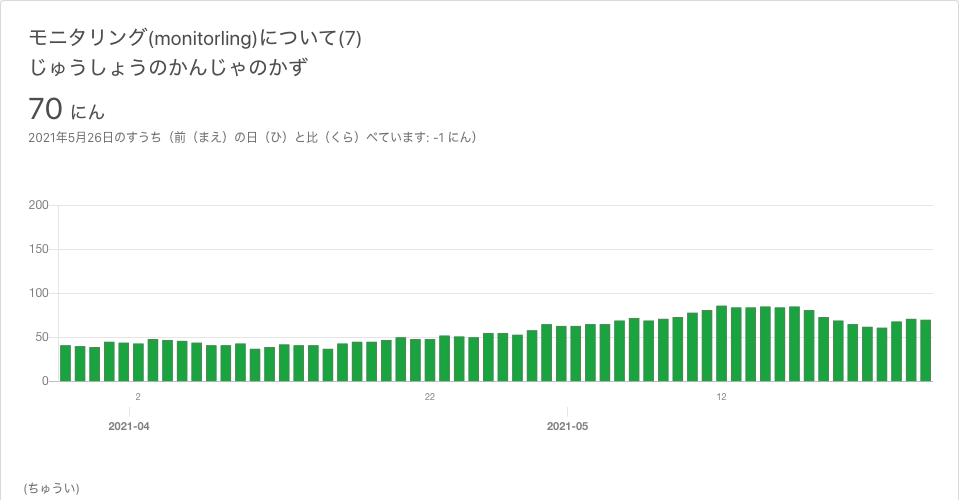 モニタリング(monitorling)について(7)
じゅうしょうのかんじゃのかず
70 にん
2021年5月26日のすうち（前（まえ）の日（ひ）と比（くら）べています: -1 にん）
200
150
100
50
0
2
22
12
2021-04
2021-05
(ちゅうい)